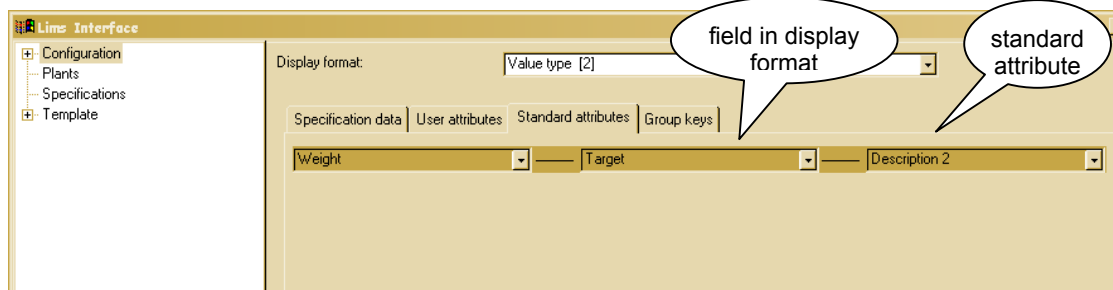 Lims Interface
Configuration
Plants
Specifications
Template
Display format:
Value type [2]
field in display
format
standard
attribute
Specification data
User attributes
Standard attributes
Group keys
Weight
Target
Description 2